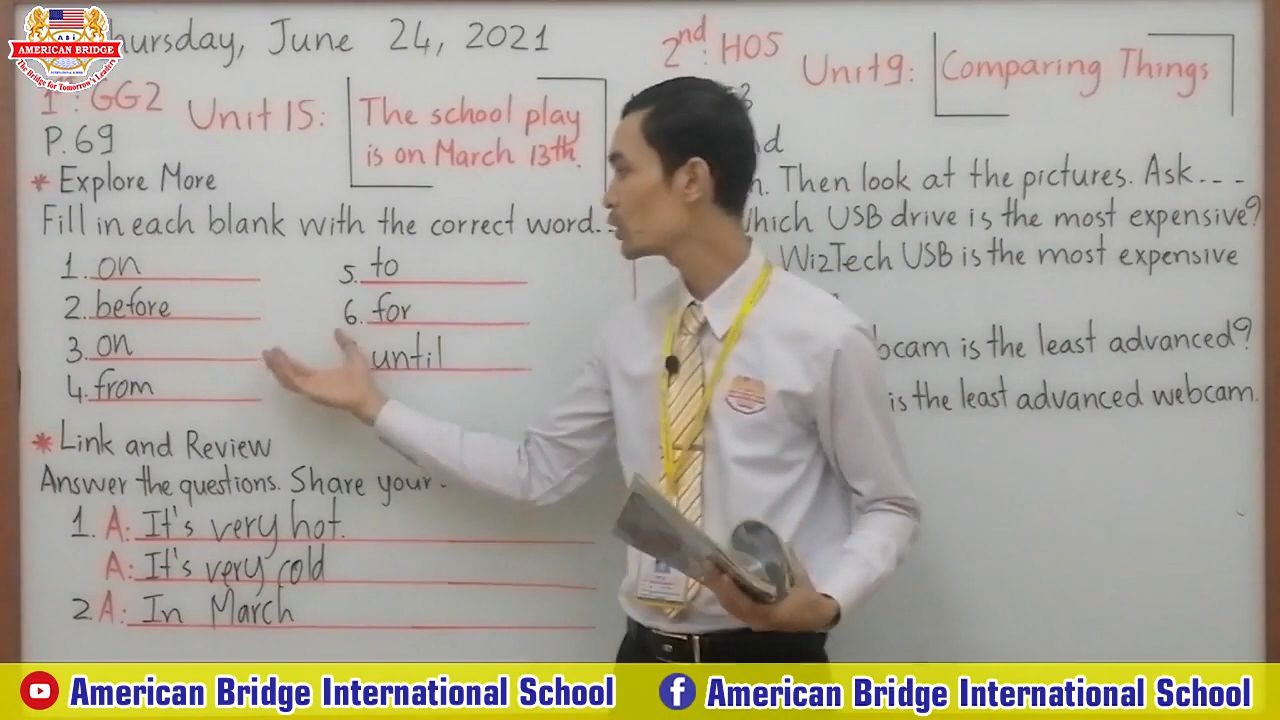 ABi
AMERICAN BRIDGE
INTERNATIONAL SCHOOL
The Bridge for Tomorrow's Leaders
hursday, June 24, 2021
1 : GG2
P. 69
Unit 15:
The school play
is on March 13th.
* Explore More
Fill in each blank with the correct word. .
1. on
2. before
3. on
4. from
5. to
6. for
until
* Link and Review
Answer the questions. Share your -
1. A: It's very hot.
A: It's very cold
2. A: In March
2nd: H05
Unit 9:
Comparing Things
3
d
n. Then look at the pictures. Ask - - -
hich USB drive is the most expensive?
WizTech USB is the most expensive
bcam is the least advanced?
is the least advanced webcam.
American Bridge International School
American Bridge International School